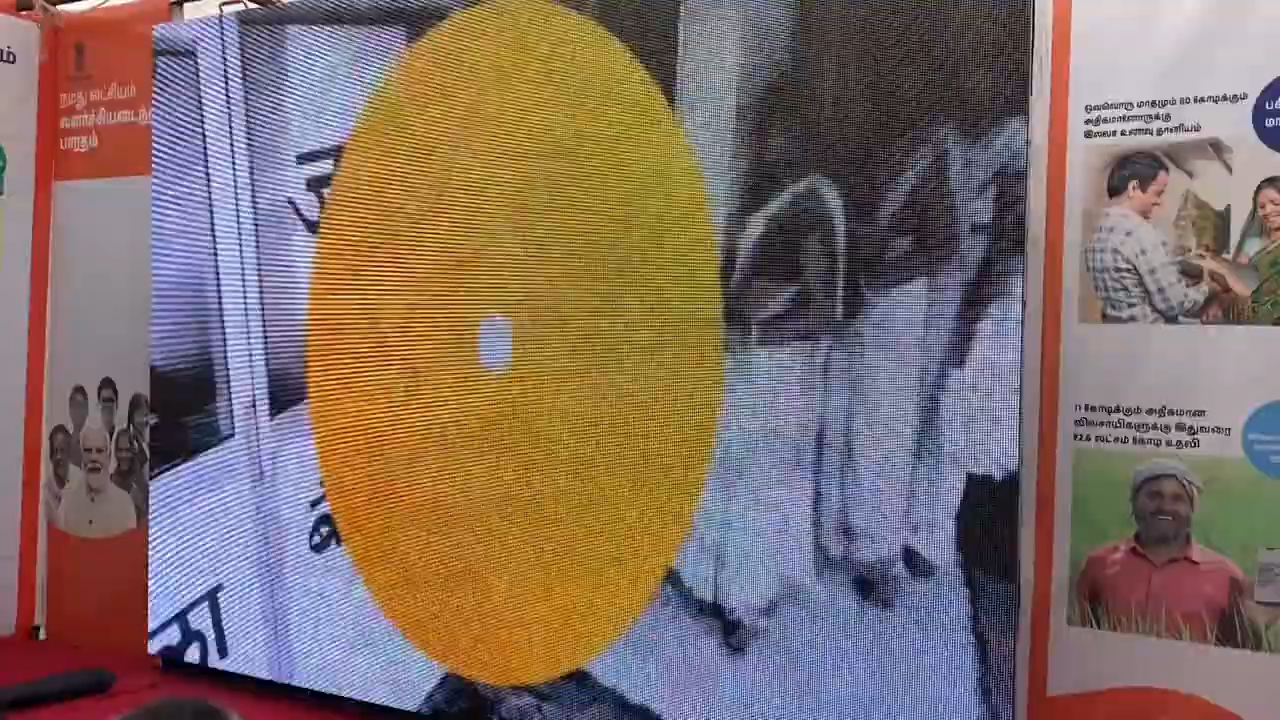 நமது லட்சியம்
வளர்ச்சியடைந்த
பாரதம்
ஒவ்வொரு மாதமும் 80 கோடிக்கும்
அதிகமானோருக்கு
இலவச உணவு தானியம்
11 கோடிக்கும் அதிகமான
விவசாயிகளுக்கு இதுவரை
₹2.6 லட்சம் கோடி உதவி